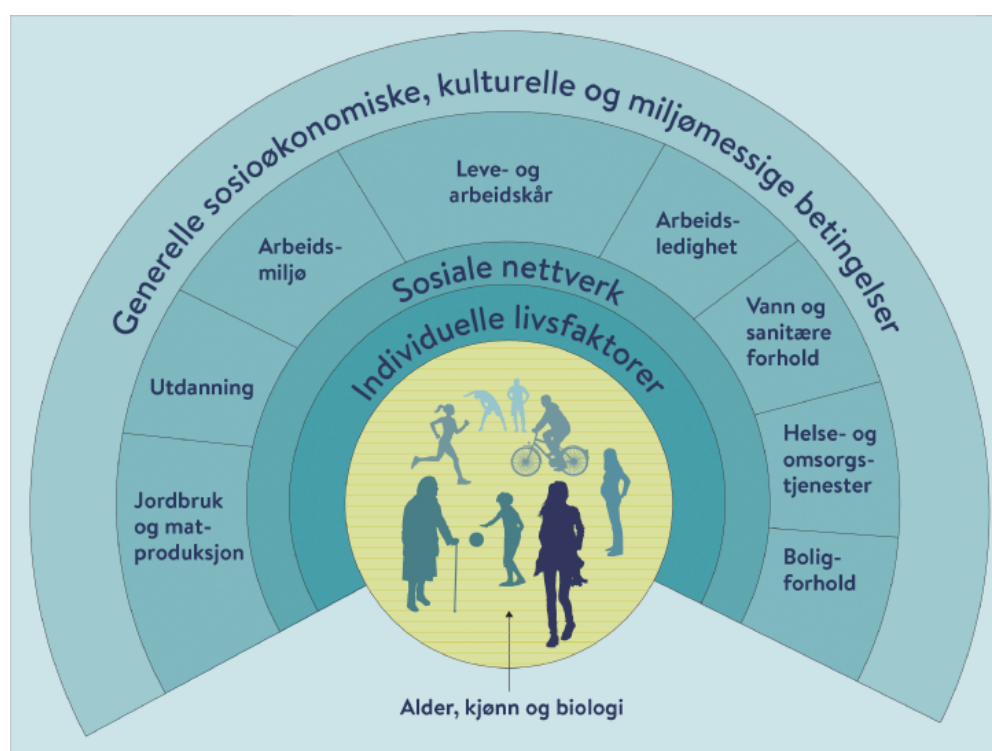 Generelle sosioøkonomiske, kulturelle og miljømessige betingelser
Leve- og
arbeidskår
Arbeids-
miljø
Arbeids-
ledighet
Sosiale nettverk
Individuelle livsfaktorer
Vann og
sanitære
forhold
Utdanning
Helse- og
omsorgs-
tjenester
Jordbruk
og mat-
produksjon
Bolig-
forhold
Alder, kjønn og biologi